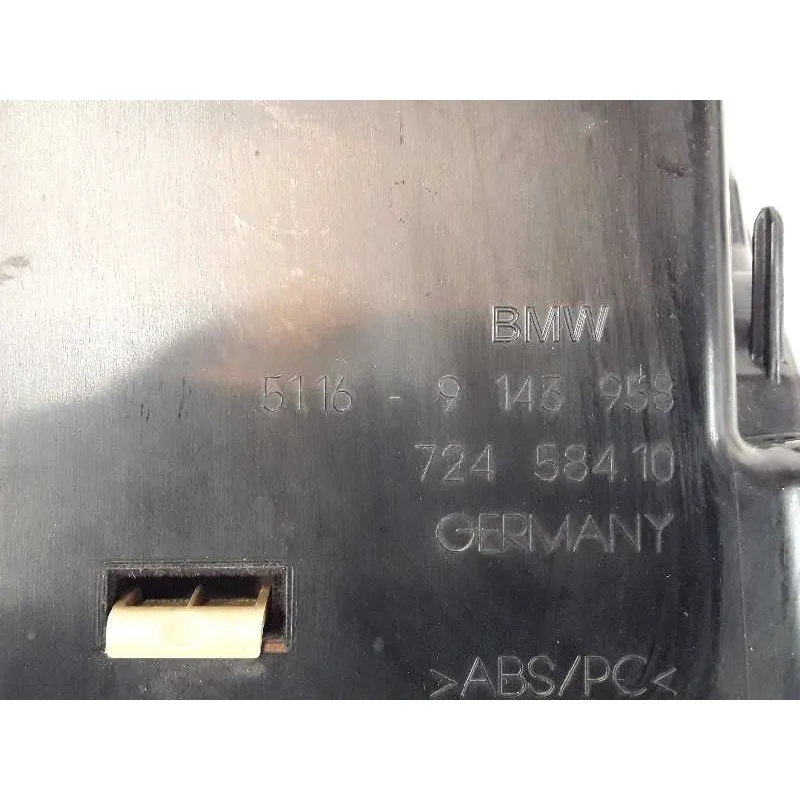 BMW
5116 - 9 143 958
724 584.10
GERMANY
>ABS/PC<